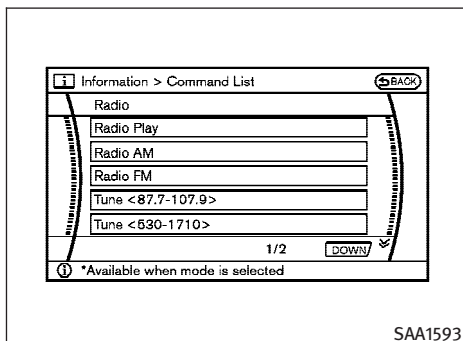 i Information > Command List BACK
Radio
Radio Play
Radio AM
Radio FM
Tune <87.7-107.9>
Tune <530-1710>
1/2 DOWN
i *Available when mode is selected
SAA1593